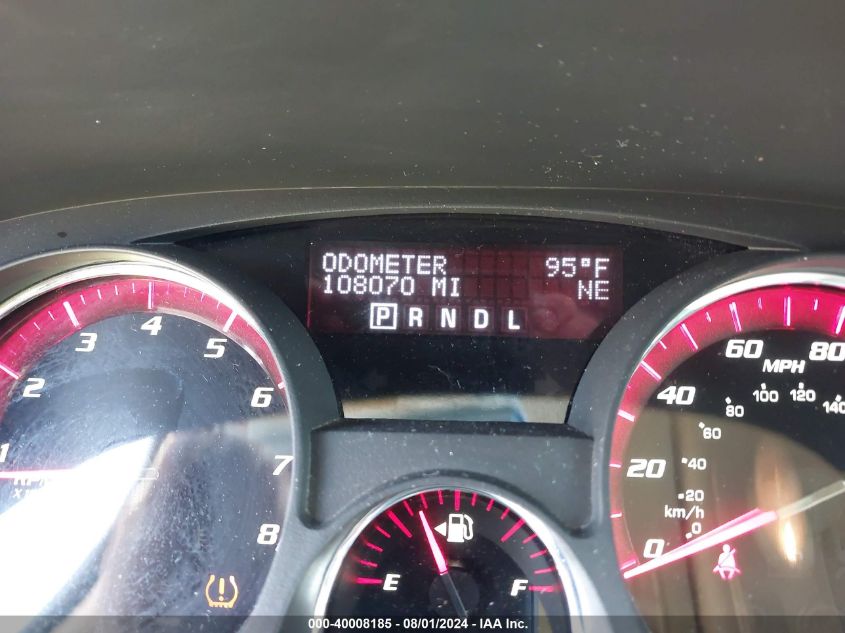 ODOMETER 95°F
108070 MI NE
P R N D L
1 2 3 4 5 6 7 8
0 20 40 60 80
MPH
0 20 40 60 80 100 120 140
km/h
E F
000-40008185 - 08/01/2024 - IAA Inc.